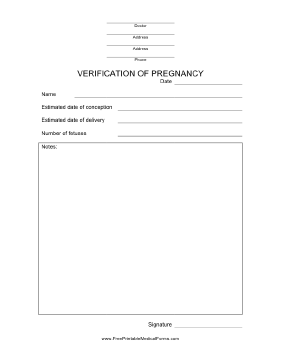 Doctor
Address
Address
Phone
VERIFICATION OF PREGNANCY
Date
Name
Estimated date of conception
Estimated date of delivery
Number of fetuses
Notes:
Signature
www.FreePrintableMedicalForms.com